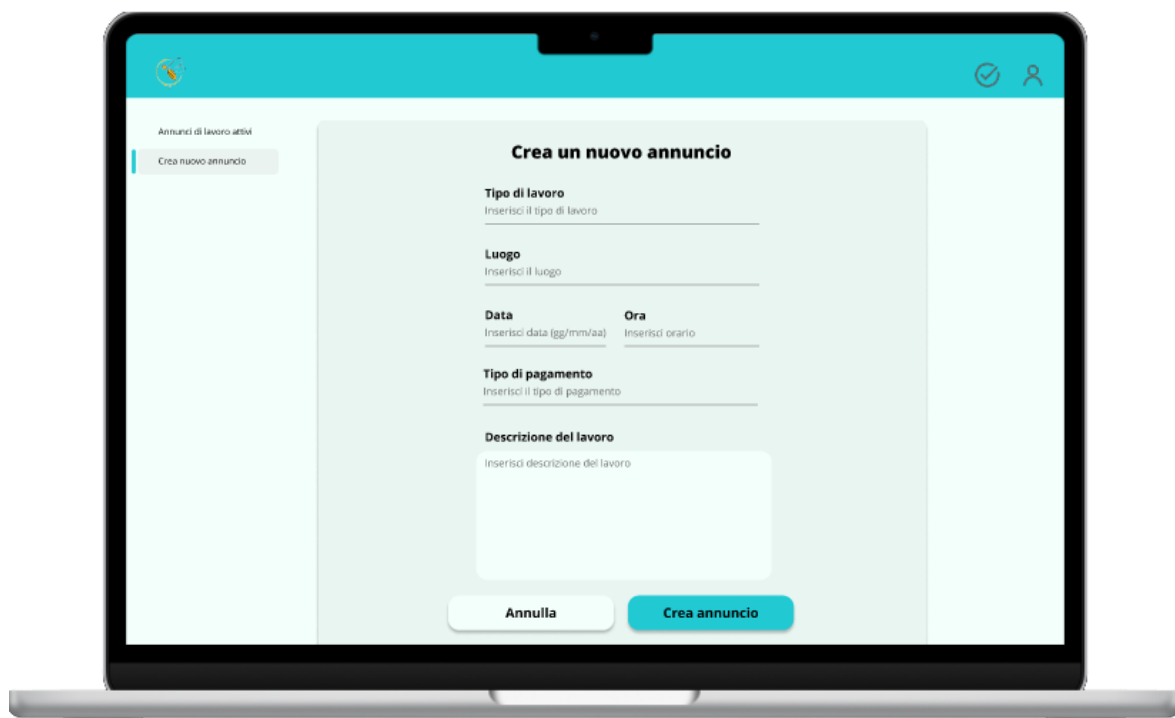 Annunci di lavoro attivi
Crea nuovo annuncio
Crea un nuovo annuncio
Tipo di lavoro
Inserisci il tipo di lavoro
Luogo
Inserisci il luogo
Data
Ora
Inserisci data (gg/mm/aa)
Inserisci orario
Tipo di pagamento
Inserisci il tipo di pagamento
Descrizione del lavoro
Inserisci descrizione del lavoro
Annulla
Crea annuncio